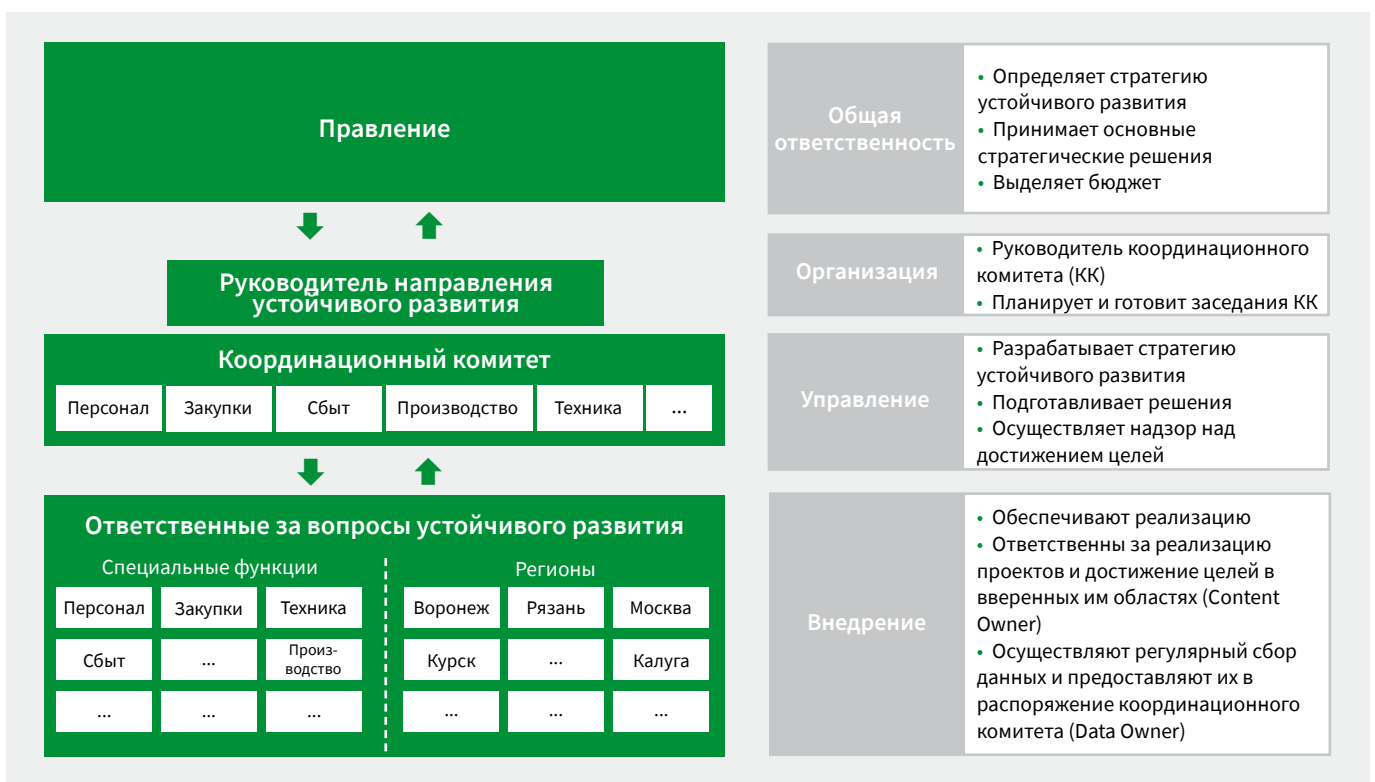 Правление
Общая
ответственность
• Определяет стратегию
устойчивого развития
• Принимает основные
стратегические решения
• Выделяет бюджет
Руководитель направления
устойчивого развития
Организация
• Руководитель координационного
комитета (КК)
• Планирует и готовит заседания КК
Координационный комитет
Персонал Закупки Сбыт Производство Техника ...
Управление
• Разрабатывает стратегию
устойчивого развития
• Подготавливает решения
• Осуществляет надзор над
достижением целей
Ответственные за вопросы устойчивого развития
Специальные функции
Персонал Закупки Техника
Сбыт ... Произ-
водство
... ... ...
Регионы
Воронеж Рязань Москва
Курск ... Калуга
... ... ...
Внедрение
• Обеспечивают реализацию
• Ответственны за реализацию
проектов и достижение целей в
вверенных им областях (Content
Owner)
• Осуществляют регулярный сбор
данных и предоставляют их в
распоряжение координационного
комитета (Data Owner)